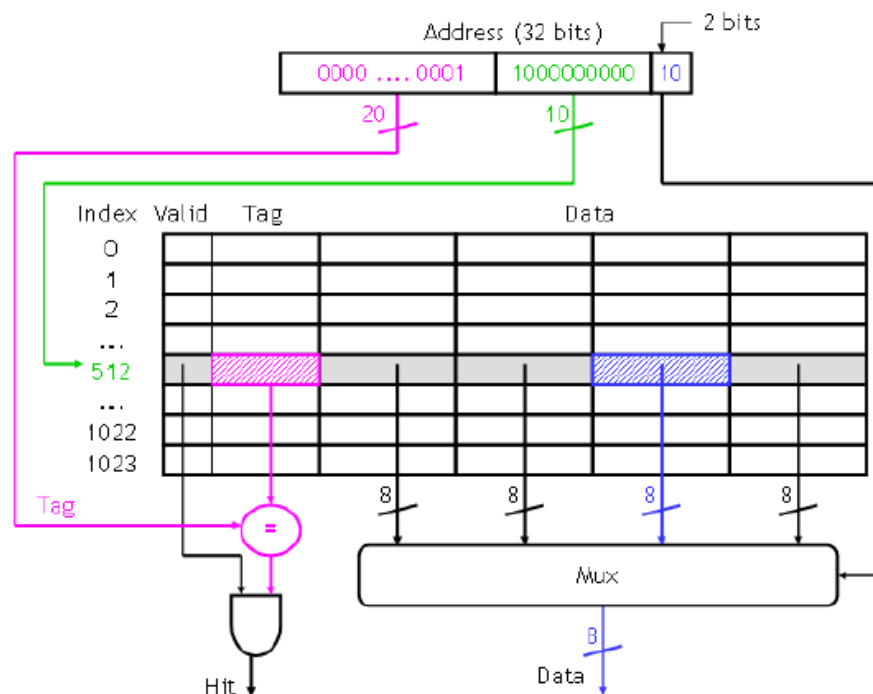 Address (32 bits)
2 bits
0000 .... 0001 1000000000 10
20 10
Index Valid Tag Data
0
1
2
....
512
....
1022
1023
8 8 8 8
Tag
=
Mux
8
Hit Data